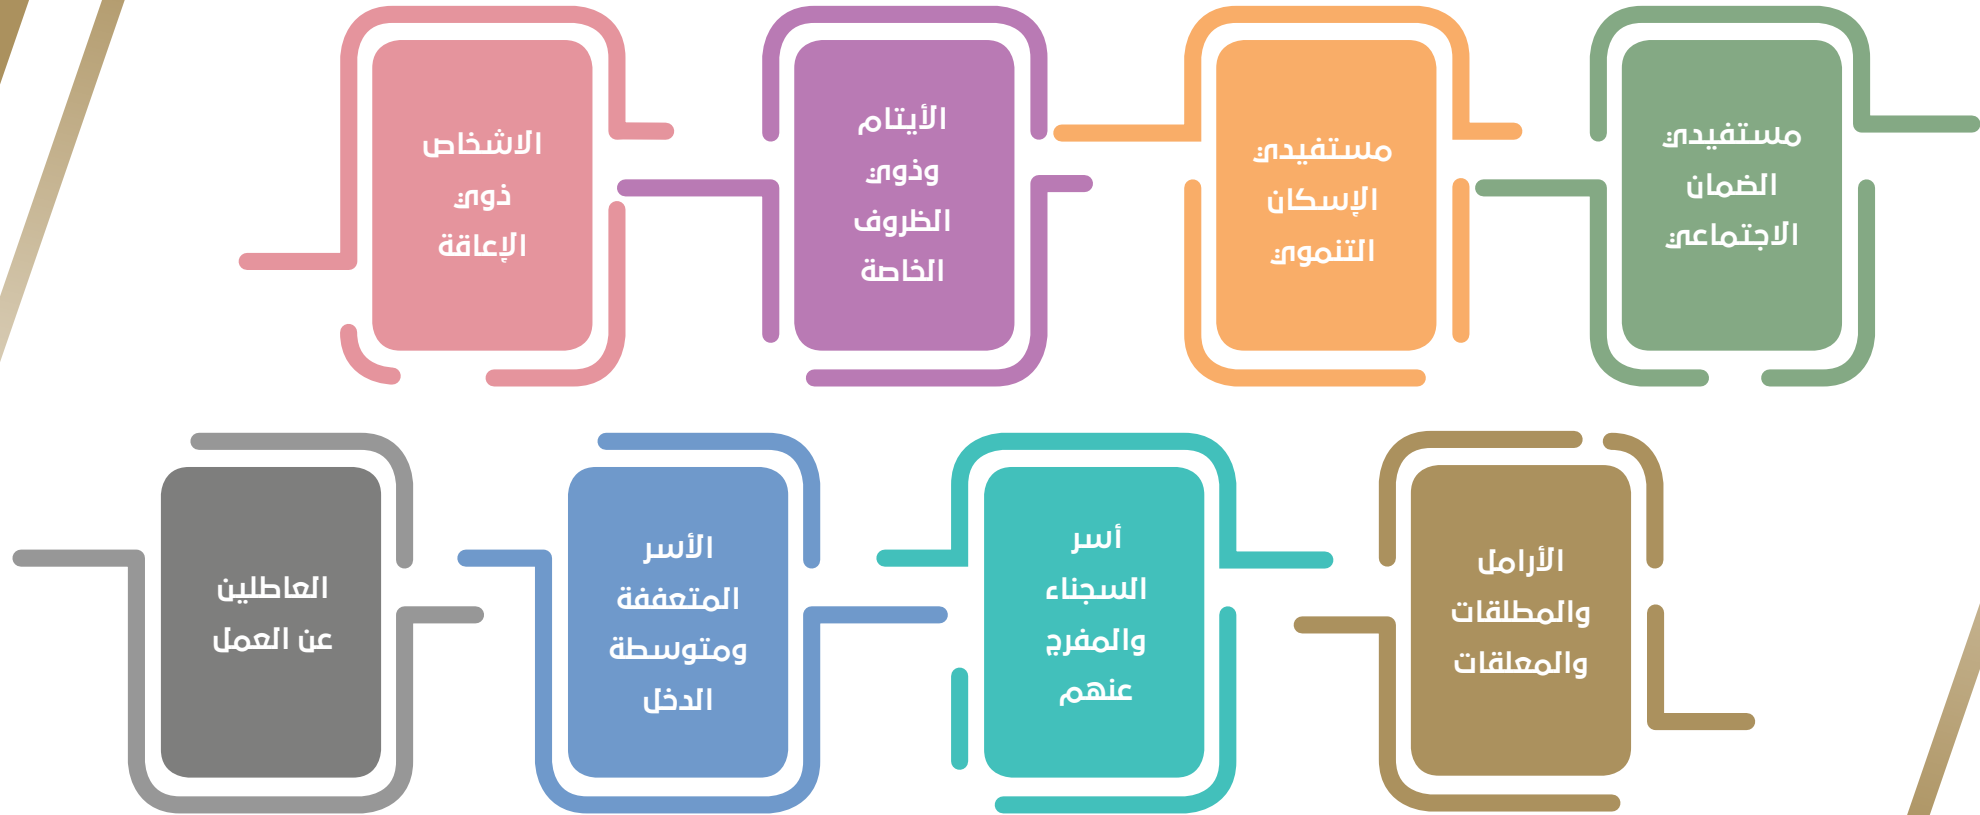 مستفيدي
الضمان
الاجتماعي
مستفيدي
الإسكان
التنموي
الأيتام
وذوي
الظروف
الخاصة
الاشخاص
ذوي
الإعاقة
الأرامل
والمطلقات
والمعلقات
أسر
السجناء
والمفرج
عنهم
الأسر
المتعففة
ومتوسطة
الدخل
العاطلين
عن العمل